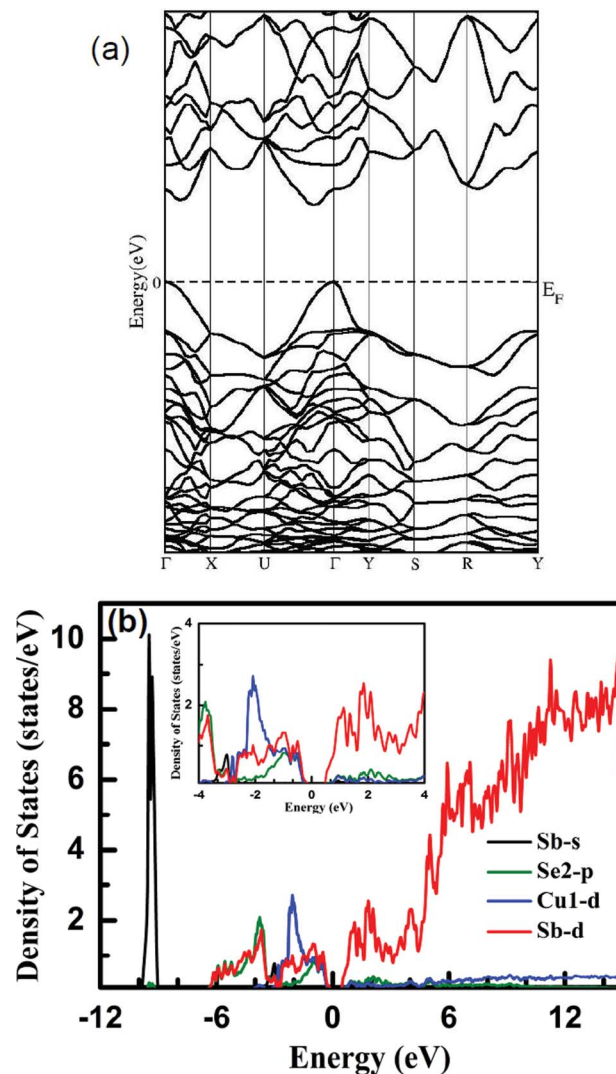 (a)
Energy(eV)
0
E_F
Γ X U Γ Y S R Y
(b)
10
8
6
4
2
Density of States (states/eV)
4
2
Density of States (states/eV)
-4 -2 0 2 4
Energy (eV)
Sb-s
Se2-p
Cu1-d
Sb-d
-12 -6 0 6 12
Energy (eV)